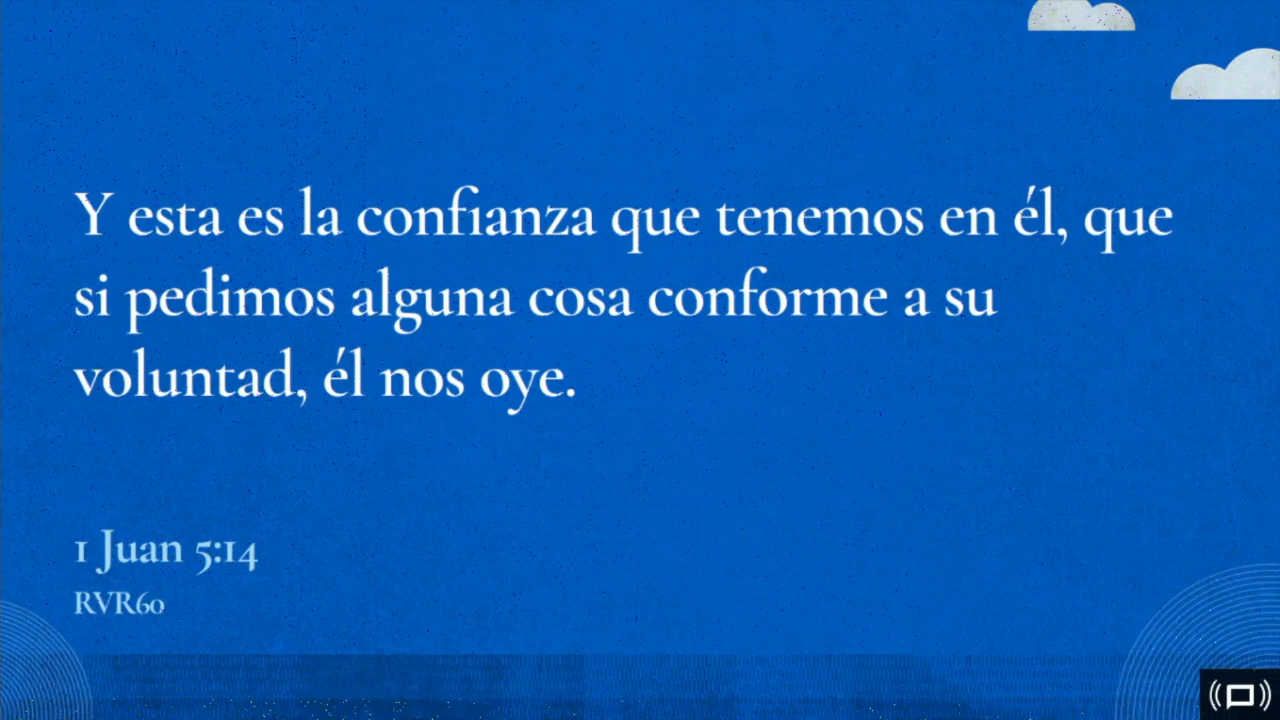 Y esta es la confianza que tenemos en él, que
si pedimos alguna cosa conforme a su
voluntad, él nos oye.
1 Juan 5:14
RVR60